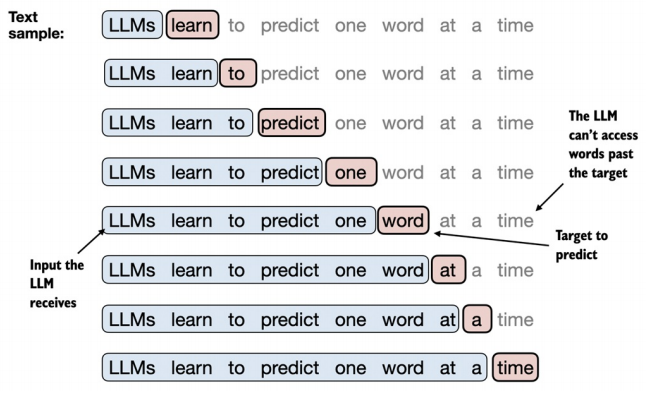 Text
sample:
LLMs learn to predict one word at a time
LLMs learn to predict one word at a time
LLMs learn to predict one word at a time
LLMs learn to predict one word at a time
LLMs learn to predict one word at a time
LLMs learn to predict one word at a time
LLMs learn to predict one word at a time
LLMs learn to predict one word at a time
The LLM
can't access
words past
the target
Target to
predict
Input the
LLM
receives